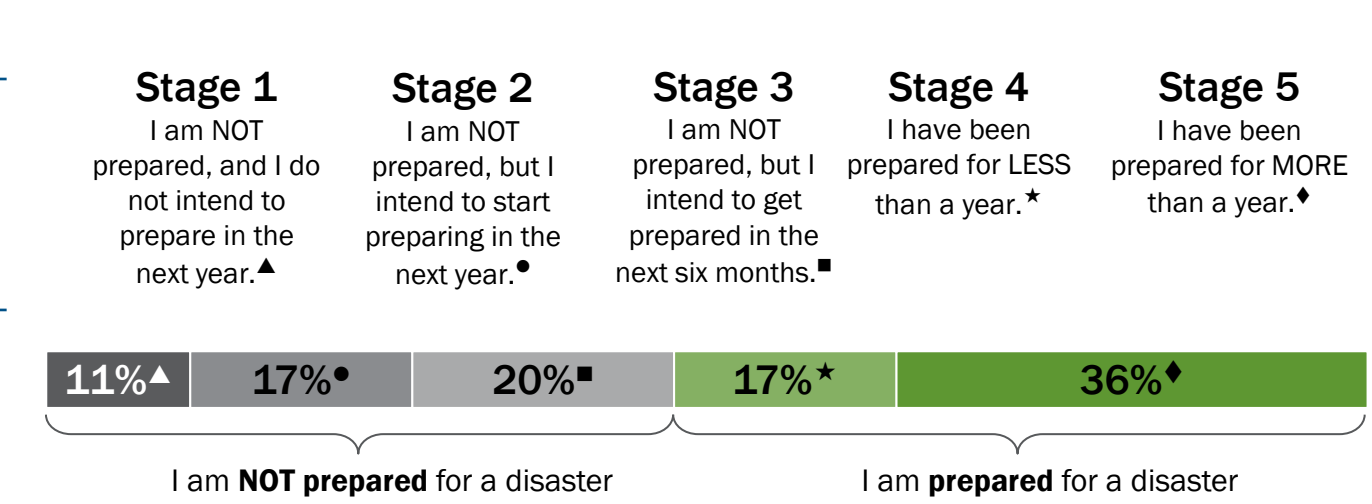 Stage 1
I am NOT
prepared, and I do
not intend to
prepare in the
next year.▲
Stage 2
I am NOT
prepared, but I
intend to start
preparing in the
next year.●
Stage 3
I am NOT
prepared, but I
intend to get
prepared in the
next six months.■
Stage 4
I have been
prepared for LESS
than a year.★
Stage 5
I have been
prepared for MORE
than a year.♦
11%▲
17%●
20%■
17%★
36%♦
I am NOT prepared for a disaster
I am prepared for a disaster